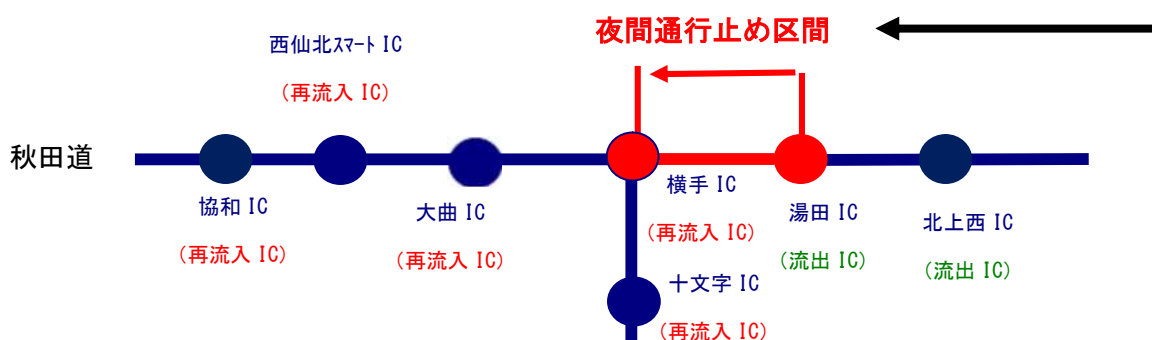 夜間通行止め区間
西仙北スマート IC
(再流入 IC)
秋田道
協和 IC
(再流入 IC)
大曲 IC
(再流入 IC)
横手 IC
(再流入 IC)
湯田 IC
(流出 IC)
北上西 IC
(流出 IC)
十文字 IC
(再流入 IC)